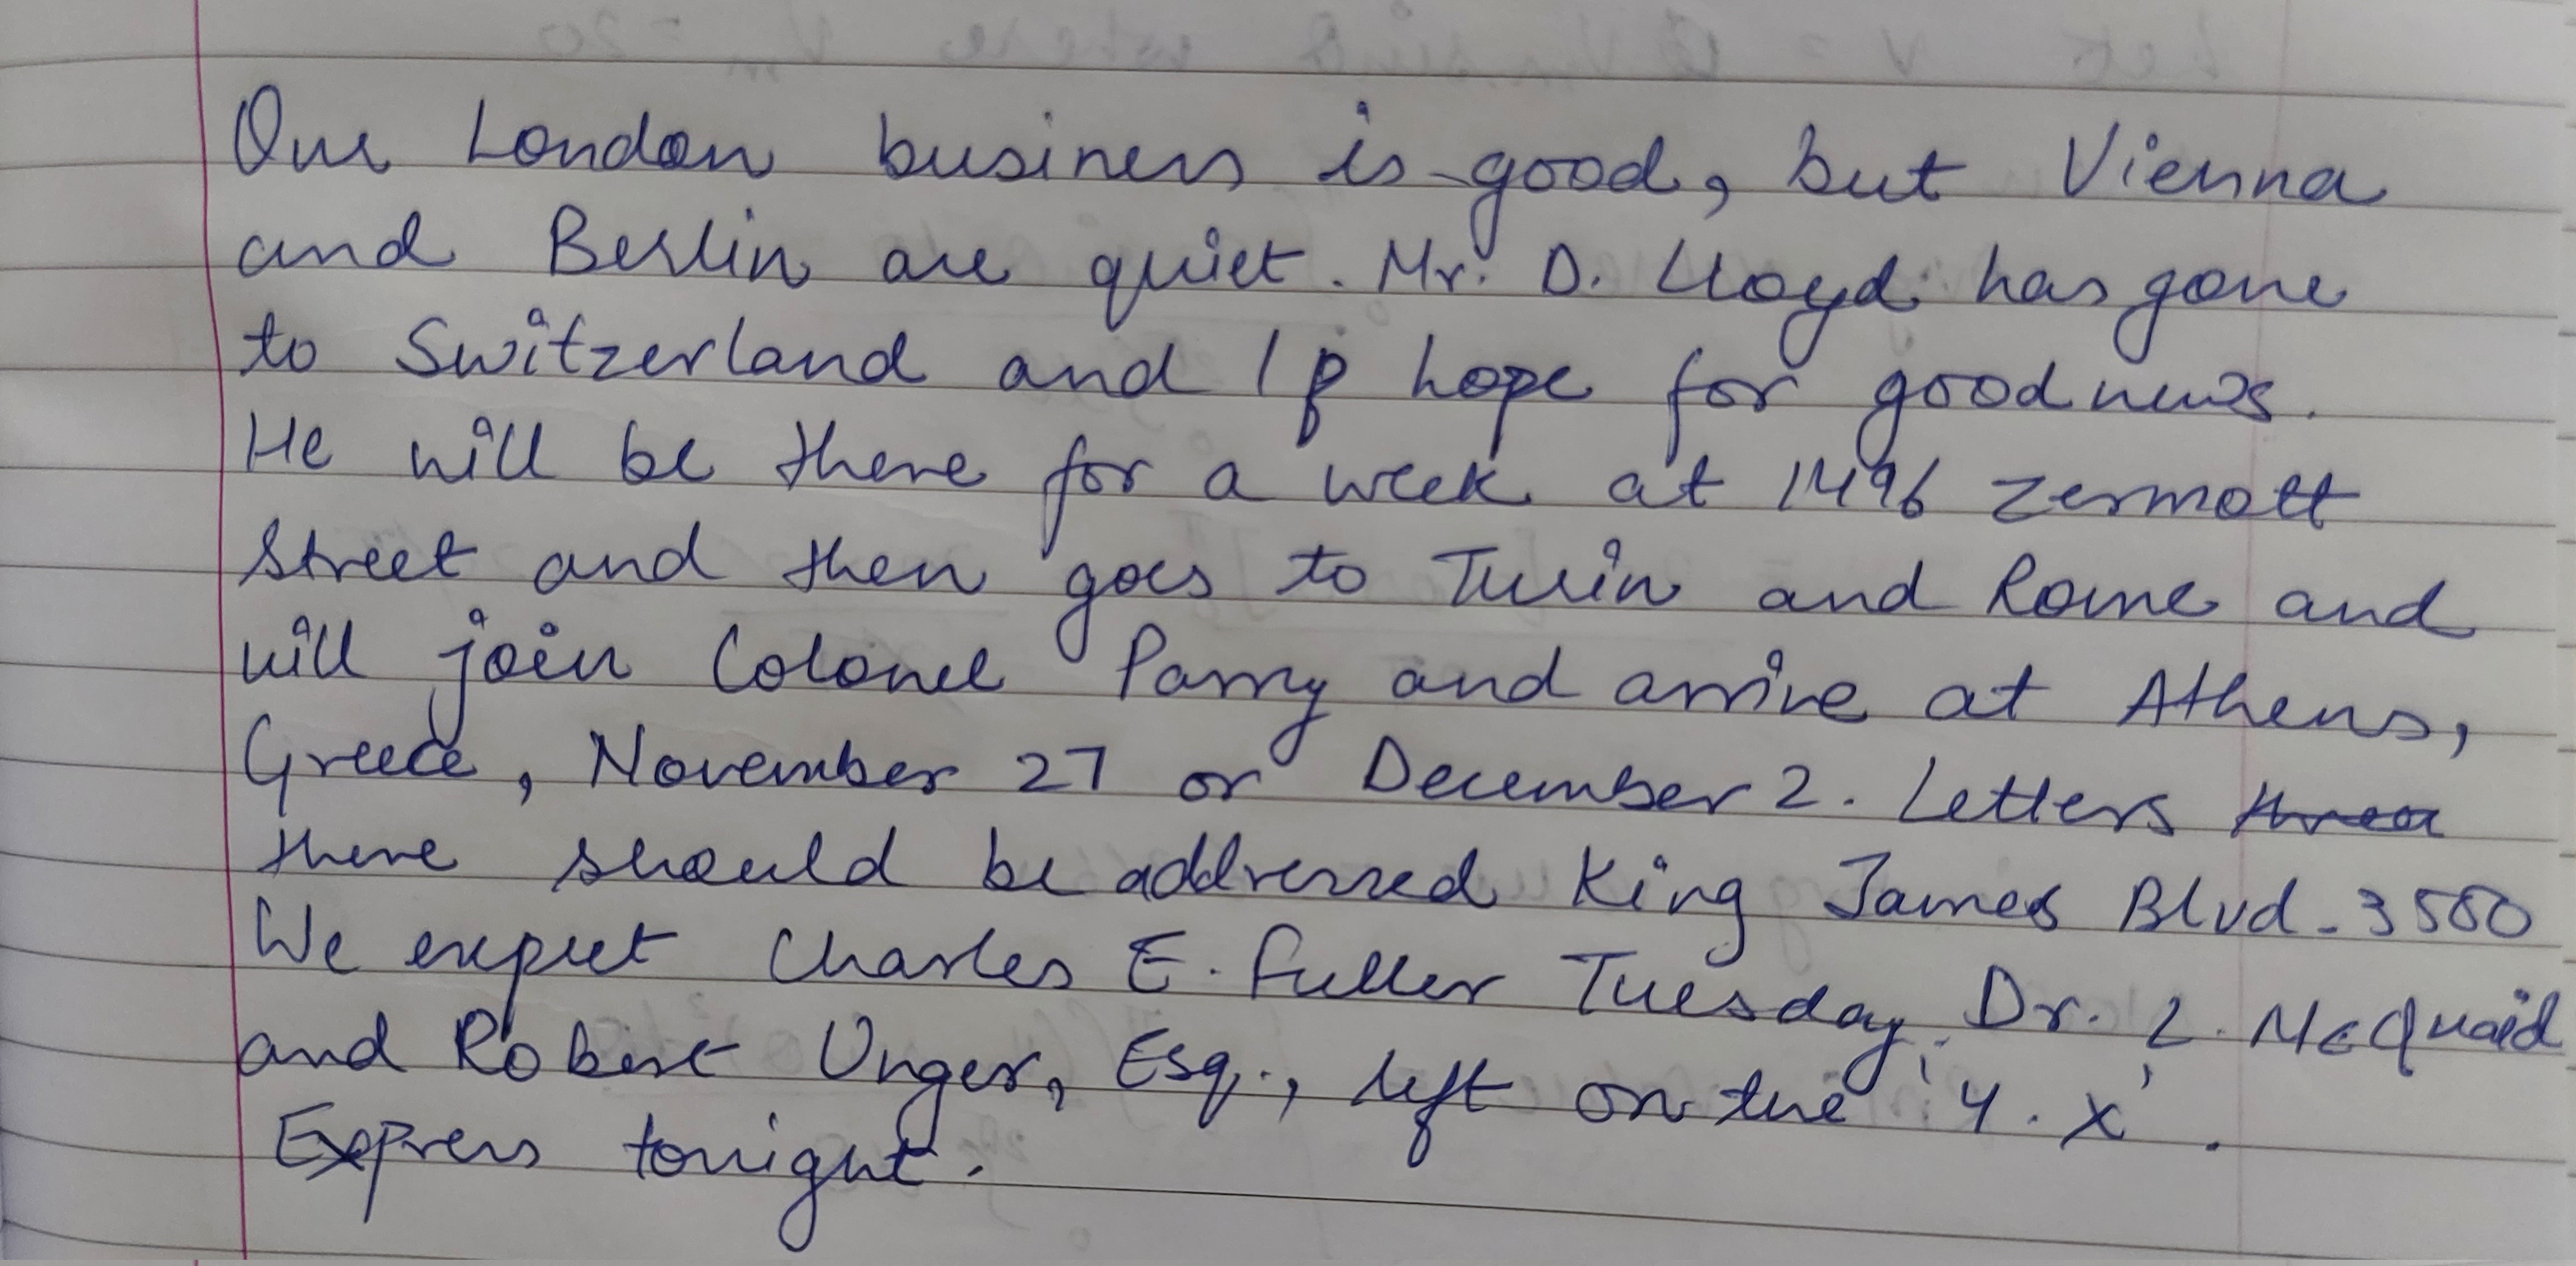 Our London business is good, but Vienna
and Berlin are quiet. Mr. D. Lloyd has gone
to Switzerland and I hope for good news.
He will be there for a week at 1496 Zermott
Street and then goes to Turin and Rome and
will join Colonel Parry and arrive at Athens,
Greece, November 27 or December 2. Letters
there should be addressed King James Blvd. 3580
We expect Charles E. Fuller Tuesday. Dr. L. McQuaid
and Robert Unger, Esq., left on the 'Y. X'.
Express tonight.